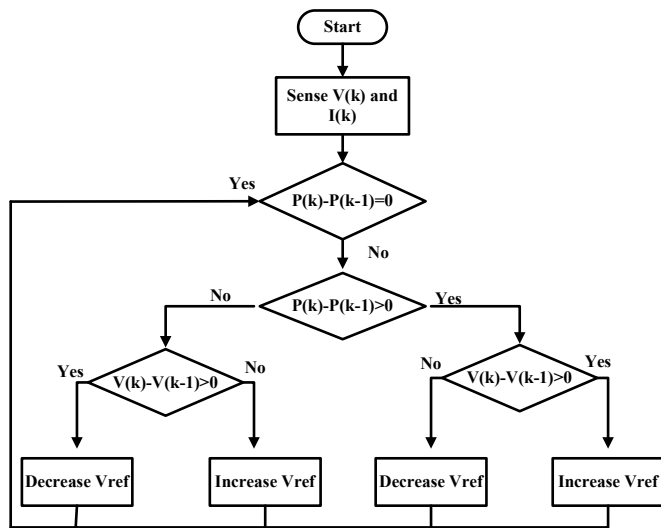 Start
Sense V(k) and
I(k)
Yes
P(k)-P(k-1)=0
No
No
P(k)-P(k-1)>0
Yes
Yes
V(k)-V(k-1)>0
No
No
V(k)-V(k-1)>0
Yes
Decrease Vref
Increase Vref
Decrease Vref
Increase Vref